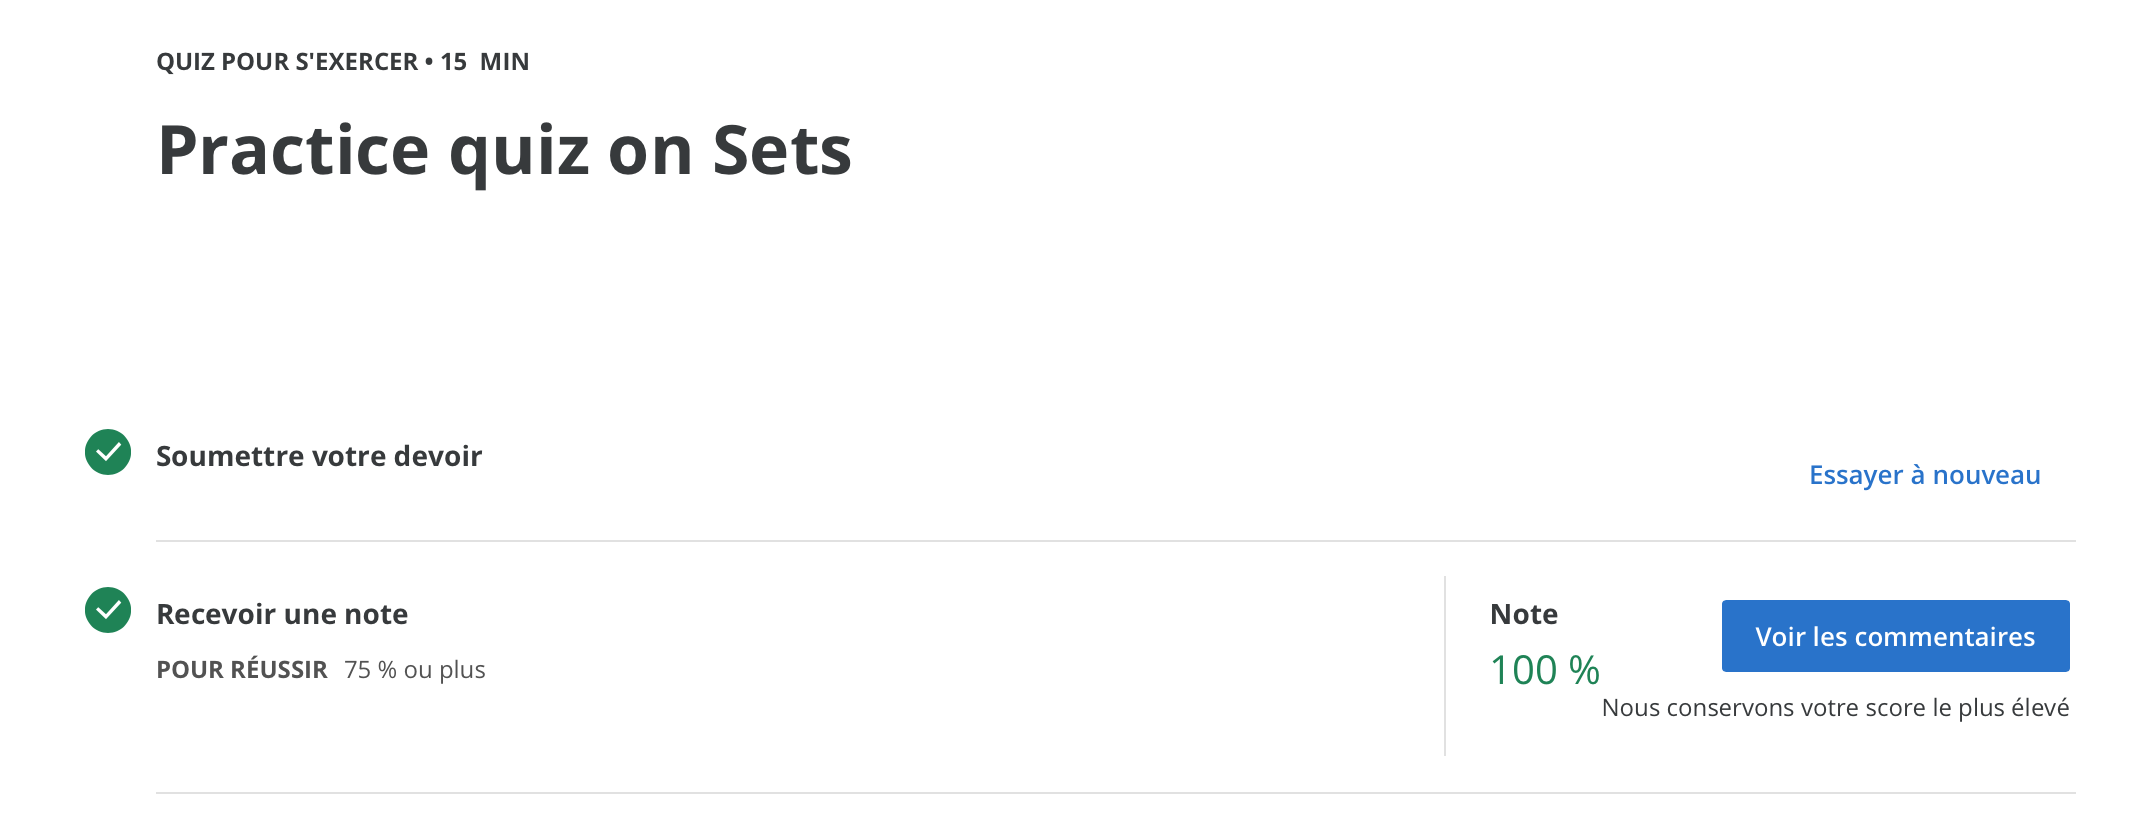 QUIZ POUR S'EXERCER • 15 MIN
Practice quiz on Sets
Soumettre votre devoir
Essayer à nouveau
Recevoir une note
POUR RÉUSSIR 75 % ou plus
Note
100 %
Voir les commentaires
Nous conservons votre score le plus élevé